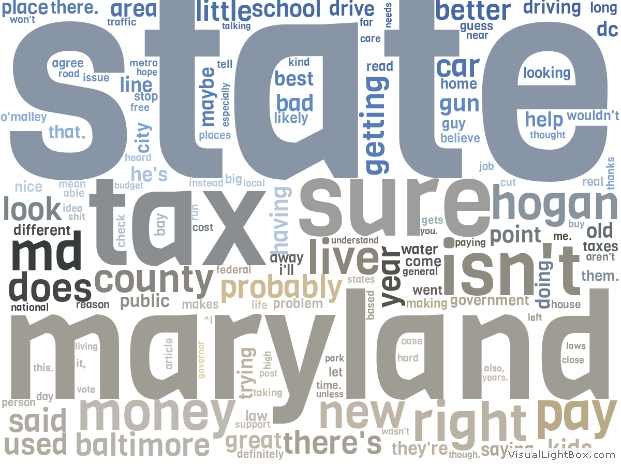 place there. area little school drive better driving long
won't traffic talking far guess dc
care near
state
agree metro maybe tell kind read car looking
road issue hope especially best home
line bad getting gun needs
stop likely
free
o'malley guy help wouldn't
that. city places believe thought
heard
he's job
nice mean budget instead big local cut real thanks
able
tax sure hogan
look idea having
shit check bay run cost gets buy
different you. point me. old
md understand water paying taxes
live isn't
away year come aren't
does county federal i'll general doing them.
probably states went
national reason public makes life problem based making government house
maryland
^| left
living article governor trying high park case laws
this. it, post let hard close
also,
day vote taking time. years.
person unless
said money law new right pay
support
used baltimore great there's wasn't they're saying kids
definitely though.
VisualLightBox.com